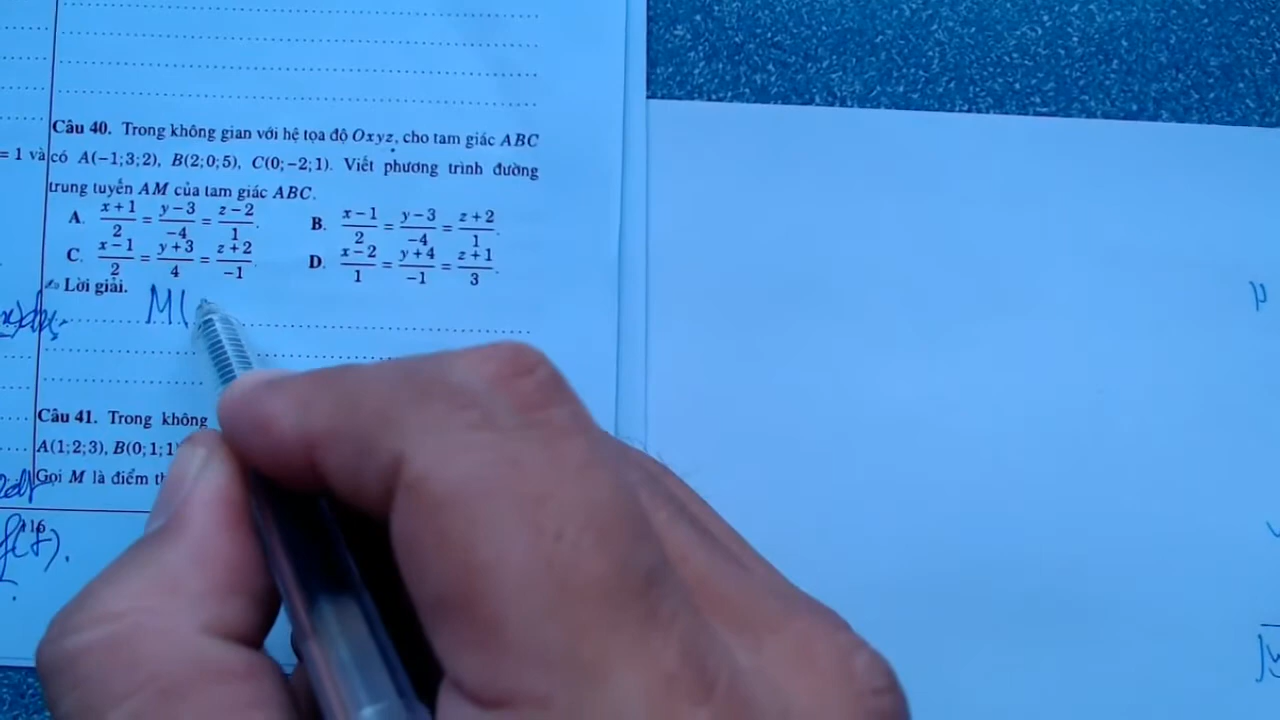 Câu 40. Trong không gian với hệ tọa độ Oxyz, cho tam giác ABC
= 1 và có A(−1;3;2), B(2;0;5), C(0;−2;1). Viết phương trình đường
trung tuyến AM của tam giác ABC.
A. (x+1)/2 = (y−3)/−4 = (z−2)/1. B. (x−1)/2 = (y−3)/−4 = (z+2)/1.
C. (x−1)/2 = (y+3)/4 = (z+2)/−1. D. (x−2)/1 = (y+4)/−1 = (z+1)/3.
Lời giải.
M(
Câu 41. Trong không
A(1;2;3), B(0;1;1
Gọi M là điểm
16